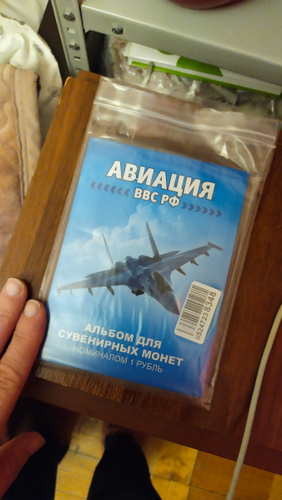 АВИАЦИЯ
ВВС РФ
АЛЬБОМ ДЛЯ
СУВЕНИРНЫХ МОНЕТ
НОМИНАЛОМ 1 РУБЛЬ